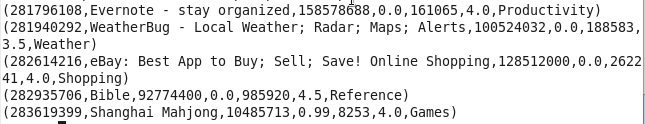 (281796108,Evernote - stay organized,158578688,0.0,161065,4.0,Productivity)
(281940292,WeatherBug - Local Weather; Radar; Maps; Alerts,100524032,0.0,188583,
3.5,Weather)
(282614216,eBay: Best App to Buy; Sell; Save! Online Shopping,128512000,0.0,2622
41,4.0,Shopping)
(282935706,Bible,92774400,0.0,985920,4.5,Reference)
(283619399,Shanghai Mahjong,10485713,0.99,8253,4.0,Games)